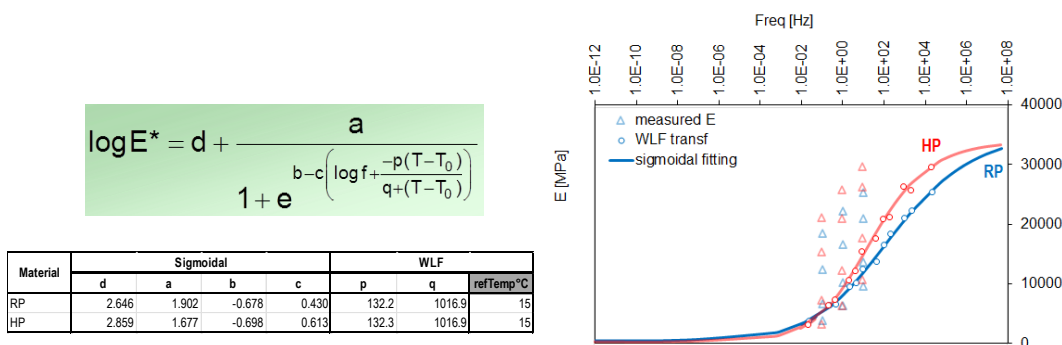 logE* = d + a / 1 + e^(b-c(log f + -p(T-T₀) / q+(T-T₀)))
Material Sigmoidal WLF
d a b c p q refTemp°C
RP 2.646 1.902 -0.678 0.430 132.2 1016.9 15
HP 2.859 1.677 -0.698 0.613 132.3 1016.9 15
Freq [Hz]
1.0E-12 1.0E-10 1.0E-08 1.0E-06 1.0E-04 1.0E-02 1.0E+00 1.0E+02 1.0E+04 1.0E+06 1.0E+08
measured E
WLF transf
sigmoidal fitting
HP
RP
E [MPa]
40000
30000
20000
10000
0